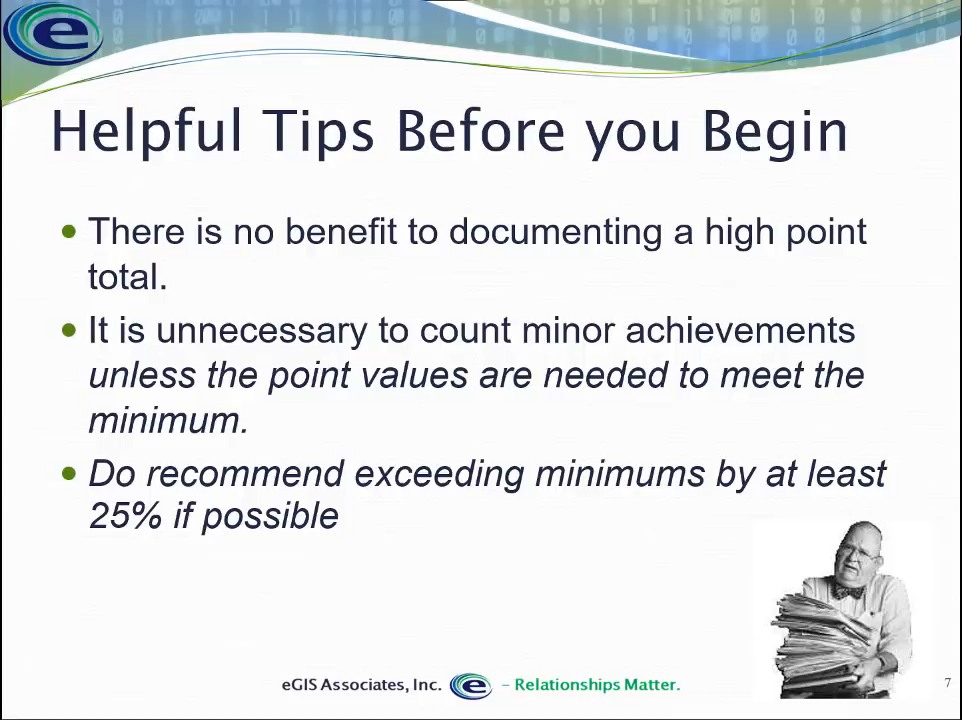 Helpful Tips Before you Begin
There is no benefit to documenting a high point
total.
It is unnecessary to count minor achievements
unless the point values are needed to meet the
minimum.
Do recommend exceeding minimums by at least
25% if possible
eGIS Associates, Inc. e – Relationships Matter.
7